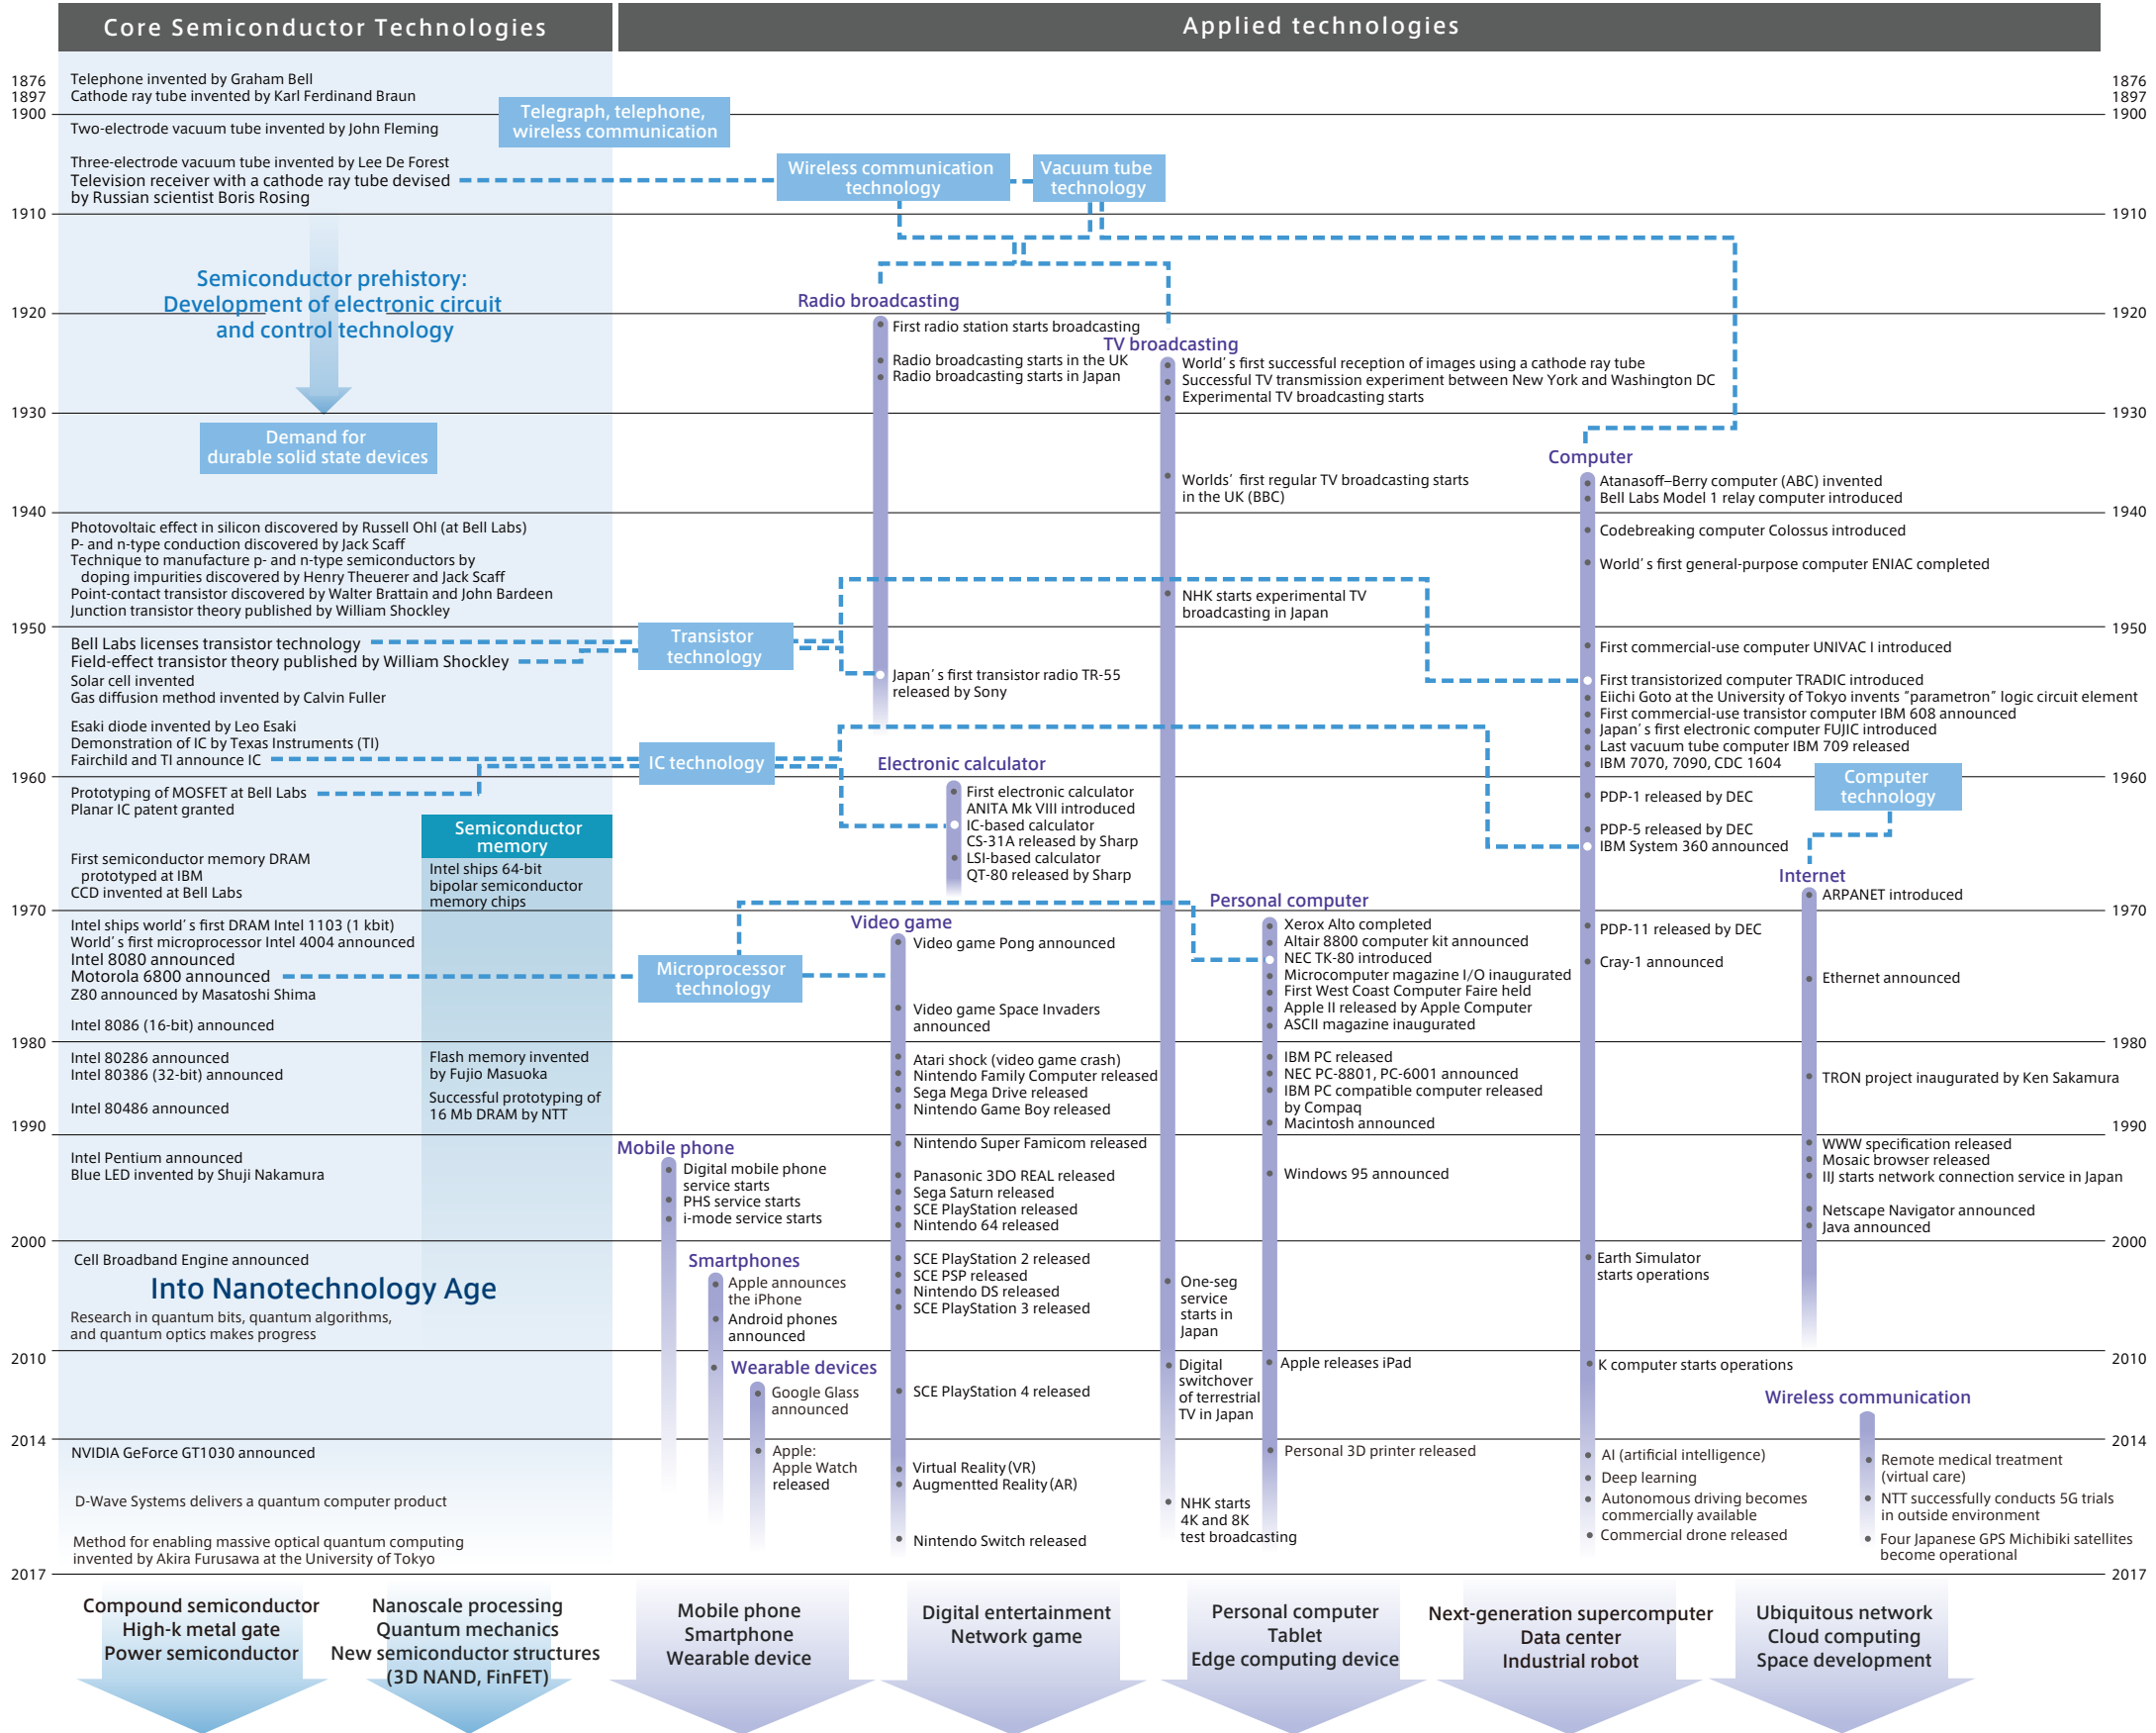 Core Semiconductor Technologies
Applied technologies
1876
1897
1900
1910
1920
1930
1940
1950
1960
1970
1980
1990
2000
2010
2014
2017
Telephone invented by Graham Bell
Cathode ray tube invented by Karl Ferdinand Braun
Two-electrode vacuum tube invented by John Fleming
Three-electrode vacuum tube invented by Lee De Forest
Television receiver with a cathode ray tube devised
by Russian scientist Boris Rosing
Telegraph, telephone,
wireless communication
Semiconductor prehistory:
Development of electronic circuit
and control technology
Demand for
durable solid state devices
Photovoltaic effect in silicon discovered by Russell Ohl (at Bell Labs)
P- and n-type conduction discovered by Jack Scaff
Technique to manufacture p- and n-type semiconductors by
doping impurities discovered by Henry Theuerer and Jack Scaff
Point-contact transistor discovered by Walter Brattain and John Bardeen
Junction transistor theory published by William Shockley
Bell Labs licenses transistor technology
Field-effect transistor theory published by William Shockley
Solar cell invented
Gas diffusion method invented by Calvin Fuller
Esaki diode invented by Leo Esaki
Demonstration of IC by Texas Instruments (TI)
Fairchild and TI announce IC
Prototyping of MOSFET at Bell Labs
Planar IC patent granted
First semiconductor memory DRAM
prototyped at IBM
CCD invented at Bell Labs
Intel ships world's first DRAM Intel 1103 (1 kbit)
World's first microprocessor Intel 4004 announced
Intel 8080 announced
Motorola 6800 announced
Z80 announced by Masatoshi Shima
Intel 8086 (16-bit) announced
Intel 80286 announced
Intel 80386 (32-bit) announced
Intel 80486 announced
Intel Pentium announced
Blue LED invented by Shuji Nakamura
Cell Broadband Engine announced
Into Nanotechnology Age
Research in quantum bits, quantum algorithms,
and quantum optics makes progress
NVIDIA GeForce GT1030 announced
D-Wave Systems delivers a quantum computer product
Method for enabling massive optical quantum computing
invented by Akira Furusawa at the University of Tokyo
Semiconductor
memory
Intel ships 64-bit
bipolar semiconductor
memory chips
Flash memory invented
by Fujio Masuoka
Successful prototyping of
16 Mb DRAM by NTT
Wireless communication
technology
Vacuum tube
technology
Transistor
technology
IC technology
Microprocessor
technology
Computer
technology
Radio broadcasting
First radio station starts broadcasting
Radio broadcasting starts in the UK
Radio broadcasting starts in Japan
Japan's first transistor radio TR-55
released by Sony
TV broadcasting
World's first successful reception of images using a cathode ray tube
Successful TV transmission experiment between New York and Washington DC
Experimental TV broadcasting starts
Worlds' first regular TV broadcasting starts
in the UK (BBC)
NHK starts experimental TV
broadcasting in Japan
One-seg
service
starts in
Japan
Digital
switchover
of terrestrial
TV in Japan
NHK starts
4K and 8K
test broadcasting
Computer
Atanasoff–Berry computer (ABC) invented
Bell Labs Model 1 relay computer introduced
Codebreaking computer Colossus introduced
World's first general-purpose computer ENIAC completed
First commercial-use computer UNIVAC I introduced
First transistorized computer TRADIC introduced
Eiichi Goto at the University of Tokyo invents "parametron" logic circuit element
First commercial-use transistor computer IBM 608 announced
Japan's first electronic computer FUJIC introduced
Last vacuum tube computer IBM 709 released
IBM 7070, 7090, CDC 1604
PDP-1 released by DEC
PDP-5 released by DEC
IBM System 360 announced
PDP-11 released by DEC
Cray-1 announced
Earth Simulator
starts operations
K computer starts operations
AI (artificial intelligence)
Deep learning
Autonomous driving becomes
commercially available
Commercial drone released
Electronic calculator
First electronic calculator
ANITA Mk VIII introduced
IC-based calculator
CS-31A released by Sharp
LSI-based calculator
QT-80 released by Sharp
Video game
Video game Pong announced
Video game Space Invaders
announced
Atari shock (video game crash)
Nintendo Family Computer released
Sega Mega Drive released
Nintendo Game Boy released
Nintendo Super Famicom released
Panasonic 3DO REAL released
Sega Saturn released
SCE PlayStation released
Nintendo 64 released
SCE PlayStation 2 released
SCE PSP released
Nintendo DS released
SCE PlayStation 3 released
SCE PlayStation 4 released
Virtual Reality (VR)
Augmentted Reality (AR)
Nintendo Switch released
Personal computer
Xerox Alto completed
Altair 8800 computer kit announced
NEC TK-80 introduced
Microcomputer magazine I/O inaugurated
First West Coast Computer Faire held
Apple II released by Apple Computer
ASCII magazine inaugurated
IBM PC released
NEC PC-8801, PC-6001 announced
IBM PC compatible computer released
by Compaq
Macintosh announced
Windows 95 announced
Apple releases iPad
Personal 3D printer released
Internet
ARPANET introduced
Ethernet announced
TRON project inaugurated by Ken Sakamura
WWW specification released
Mosaic browser released
IIJ starts network connection service in Japan
Netscape Navigator announced
Java announced
Mobile phone
Digital mobile phone
service starts
PHS service starts
i-mode service starts
Smartphones
Apple announces
the iPhone
Android phones
announced
Wearable devices
Google Glass
announced
Apple:
Apple Watch
released
Wireless communication
Remote medical treatment
(virtual care)
NTT successfully conducts 5G trials
in outside environment
Four Japanese GPS Michibiki satellites
become operational
1876
1897
1900
1910
1920
1930
1940
1950
1960
1970
1980
1990
2000
2010
2014
2017
Compound semiconductor
High-k metal gate
Power semiconductor
Nanoscale processing
Quantum mechanics
New semiconductor structures
(3D NAND, FinFET)
Mobile phone
Smartphone
Wearable device
Digital entertainment
Network game
Personal computer
Tablet
Edge computing device
Next-generation supercomputer
Data center
Industrial robot
Ubiquitous network
Cloud computing
Space development